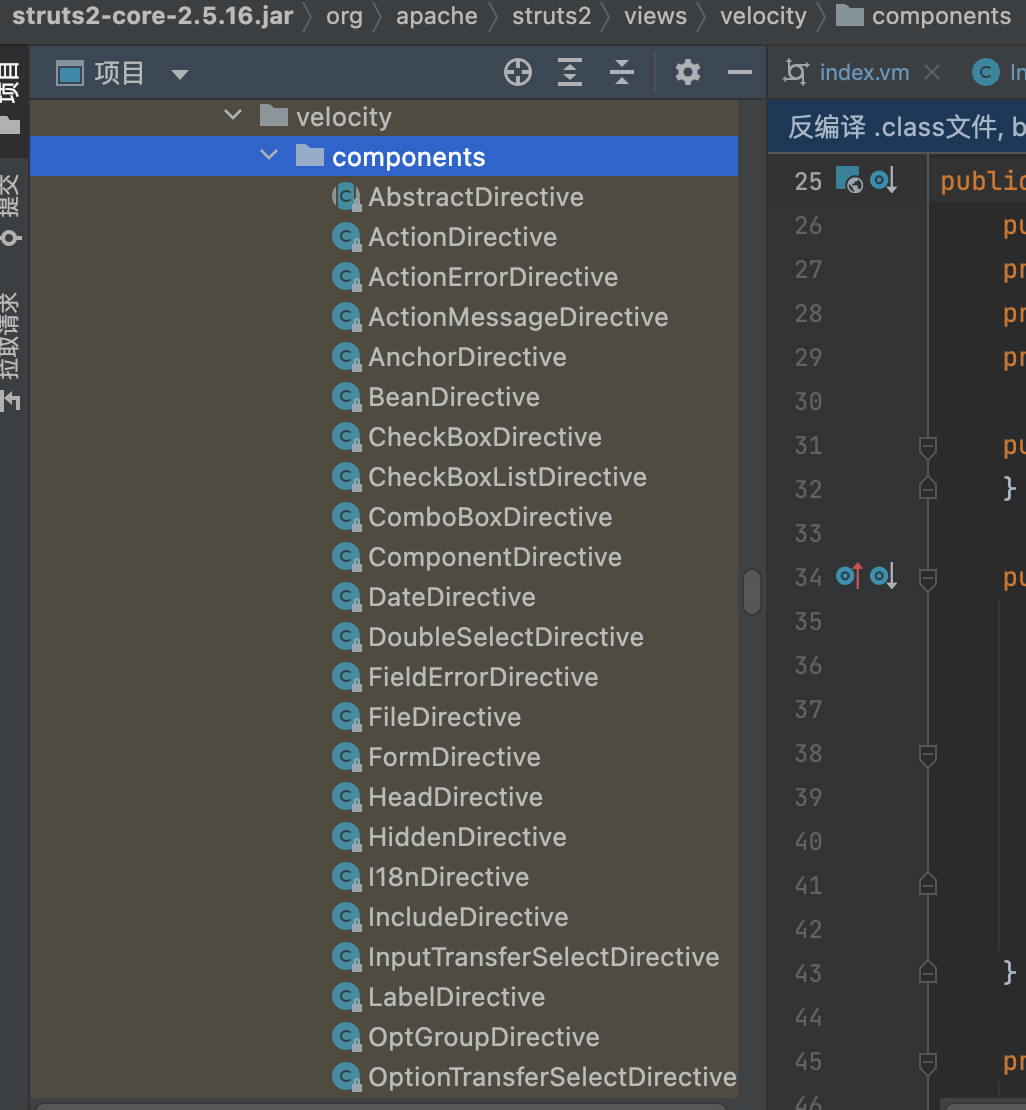 struts2-core-2.5.16.jar org apache struts2 views velocity components
项目
提交
拉取请求
项目
velocity
components
AbstractDirective
ActionDirective
ActionErrorDirective
ActionMessageDirective
AnchorDirective
BeanDirective
CheckBoxDirective
CheckBoxListDirective
ComboBoxDirective
ComponentDirective
DateDirective
DoubleSelectDirective
FieldErrorDirective
FileDirective
FormDirective
HeadDirective
HiddenDirective
I18nDirective
IncludeDirective
InputTransferSelectDirective
LabelDirective
OptGroupDirective
OptionTransferSelectDirective
index.vm
反编译 .class文件, b
25 public
26 pu
27 pr
28 pr
29 pr
30
31 pu
32 }
33
34 pu
35
36
37
38
39
40
41
42
43 }
44
45 pr
46